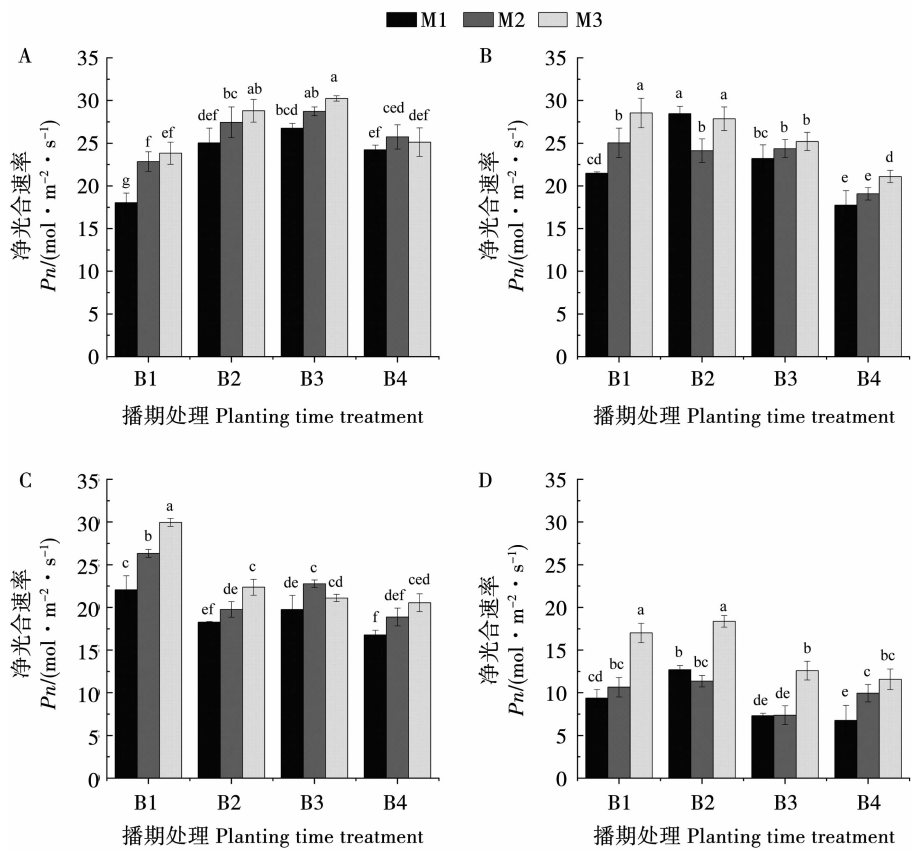 M1 M2 M3
A
35
30
25
20
15
10
5
0
净光合速率
Pn/(mol·m⁻²·s⁻¹)
g f ef
def bc ab
bcd ab a
ef ced def
B1 B2 B3 B4
播期处理 Planting time treatment
B
35
30
25
20
15
10
5
0
净光合速率
Pn/(mol·m⁻²·s⁻¹)
cd b a
a b a
bc b b
e e d
B1 B2 B3 B4
播期处理 Planting time treatment
C
35
30
25
20
15
10
5
0
净光合速率
Pn/(mol·m⁻²·s⁻¹)
c b a
ef de c
de c cd
f def ced
B1 B2 B3 B4
播期处理 Planting time treatment
D
35
30
25
20
15
10
5
0
净光合速率
Pn/(mol·m⁻²·s⁻¹)
cd bc a
b bc a
de de b
e c bc
B1 B2 B3 B4
播期处理 Planting time treatment